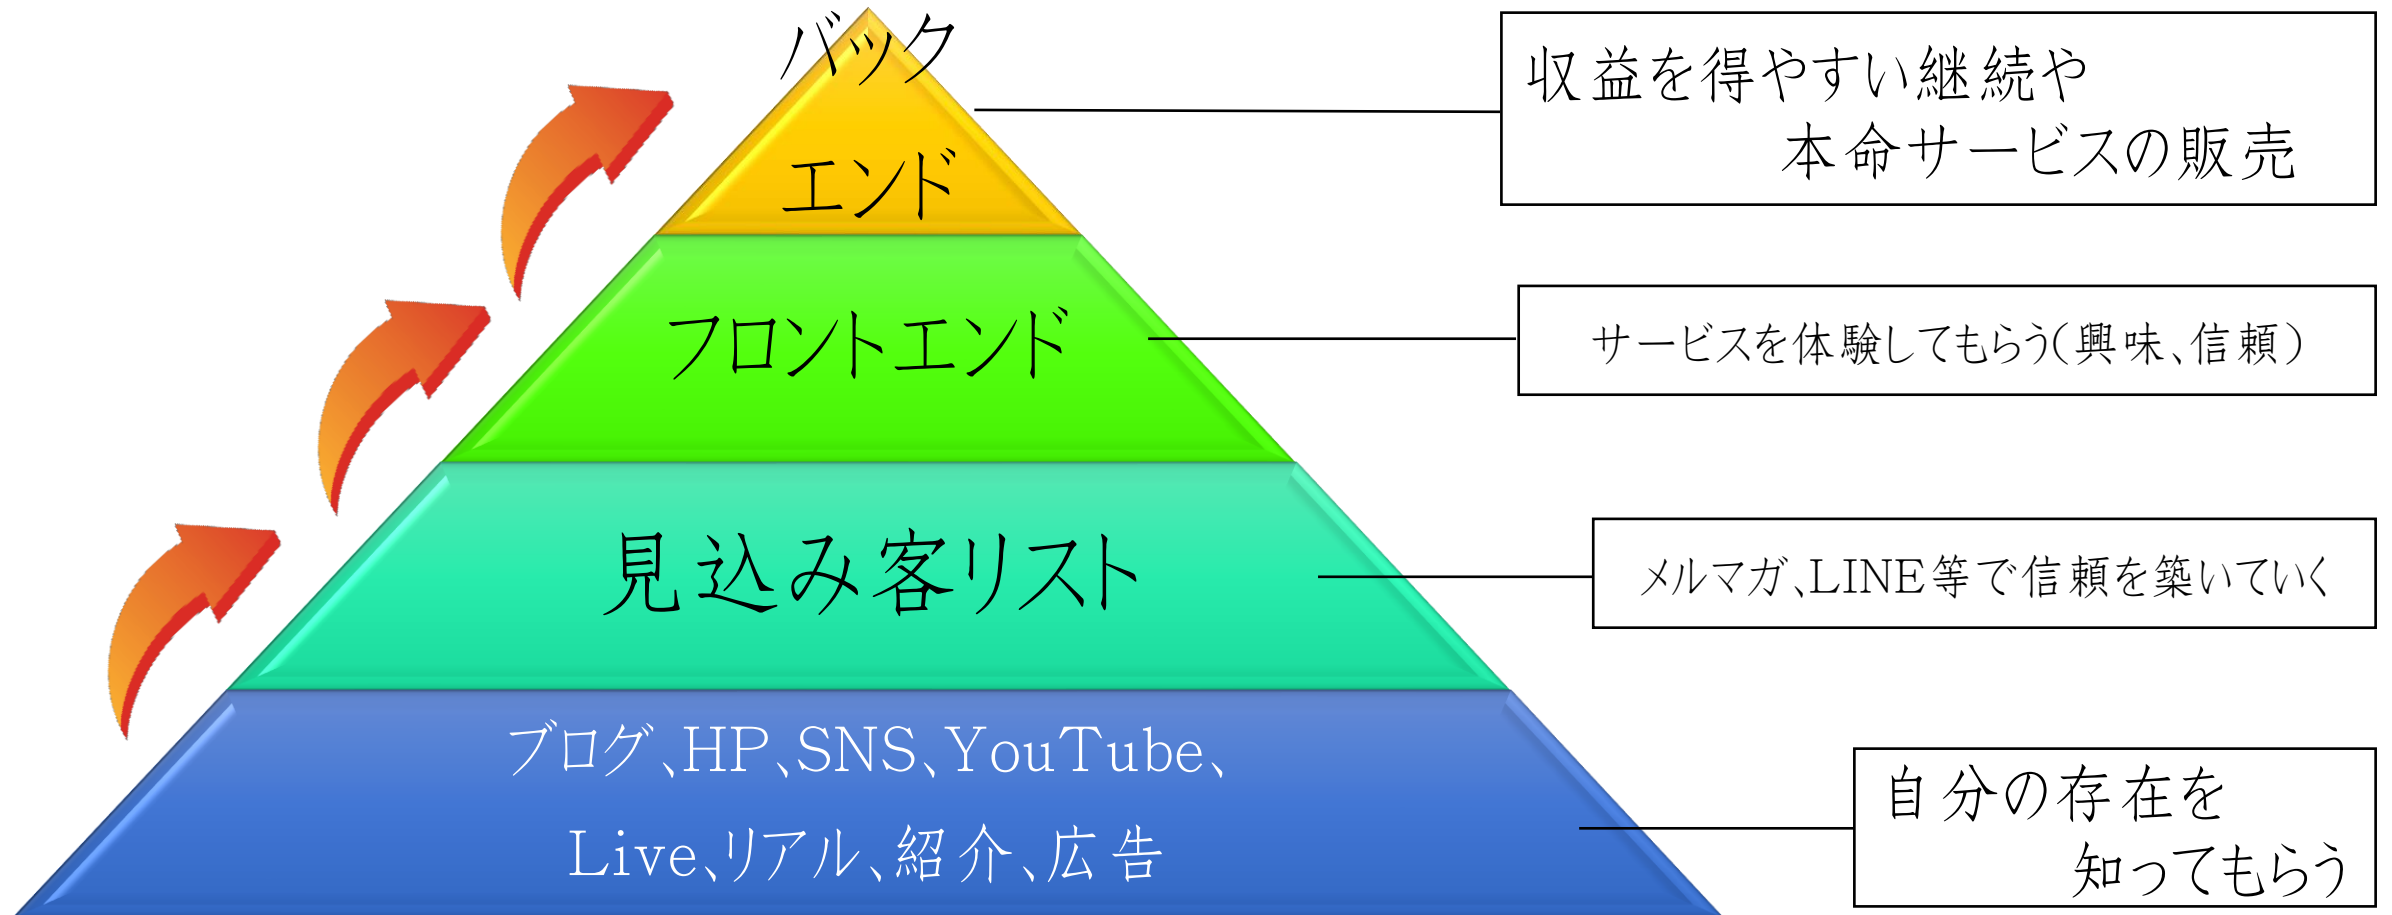 バック
エンド
収益を得やすい継続や
本命サービスの販売
フロントエンド
サービスを体験してもらう(興味、信頼)
見込み客リスト
メルマガ、LINE等で信頼を築いていく
ブログ、HP、SNS、YouTube、
Live、リアル、紹介、広告
自分の存在を
知ってもらう